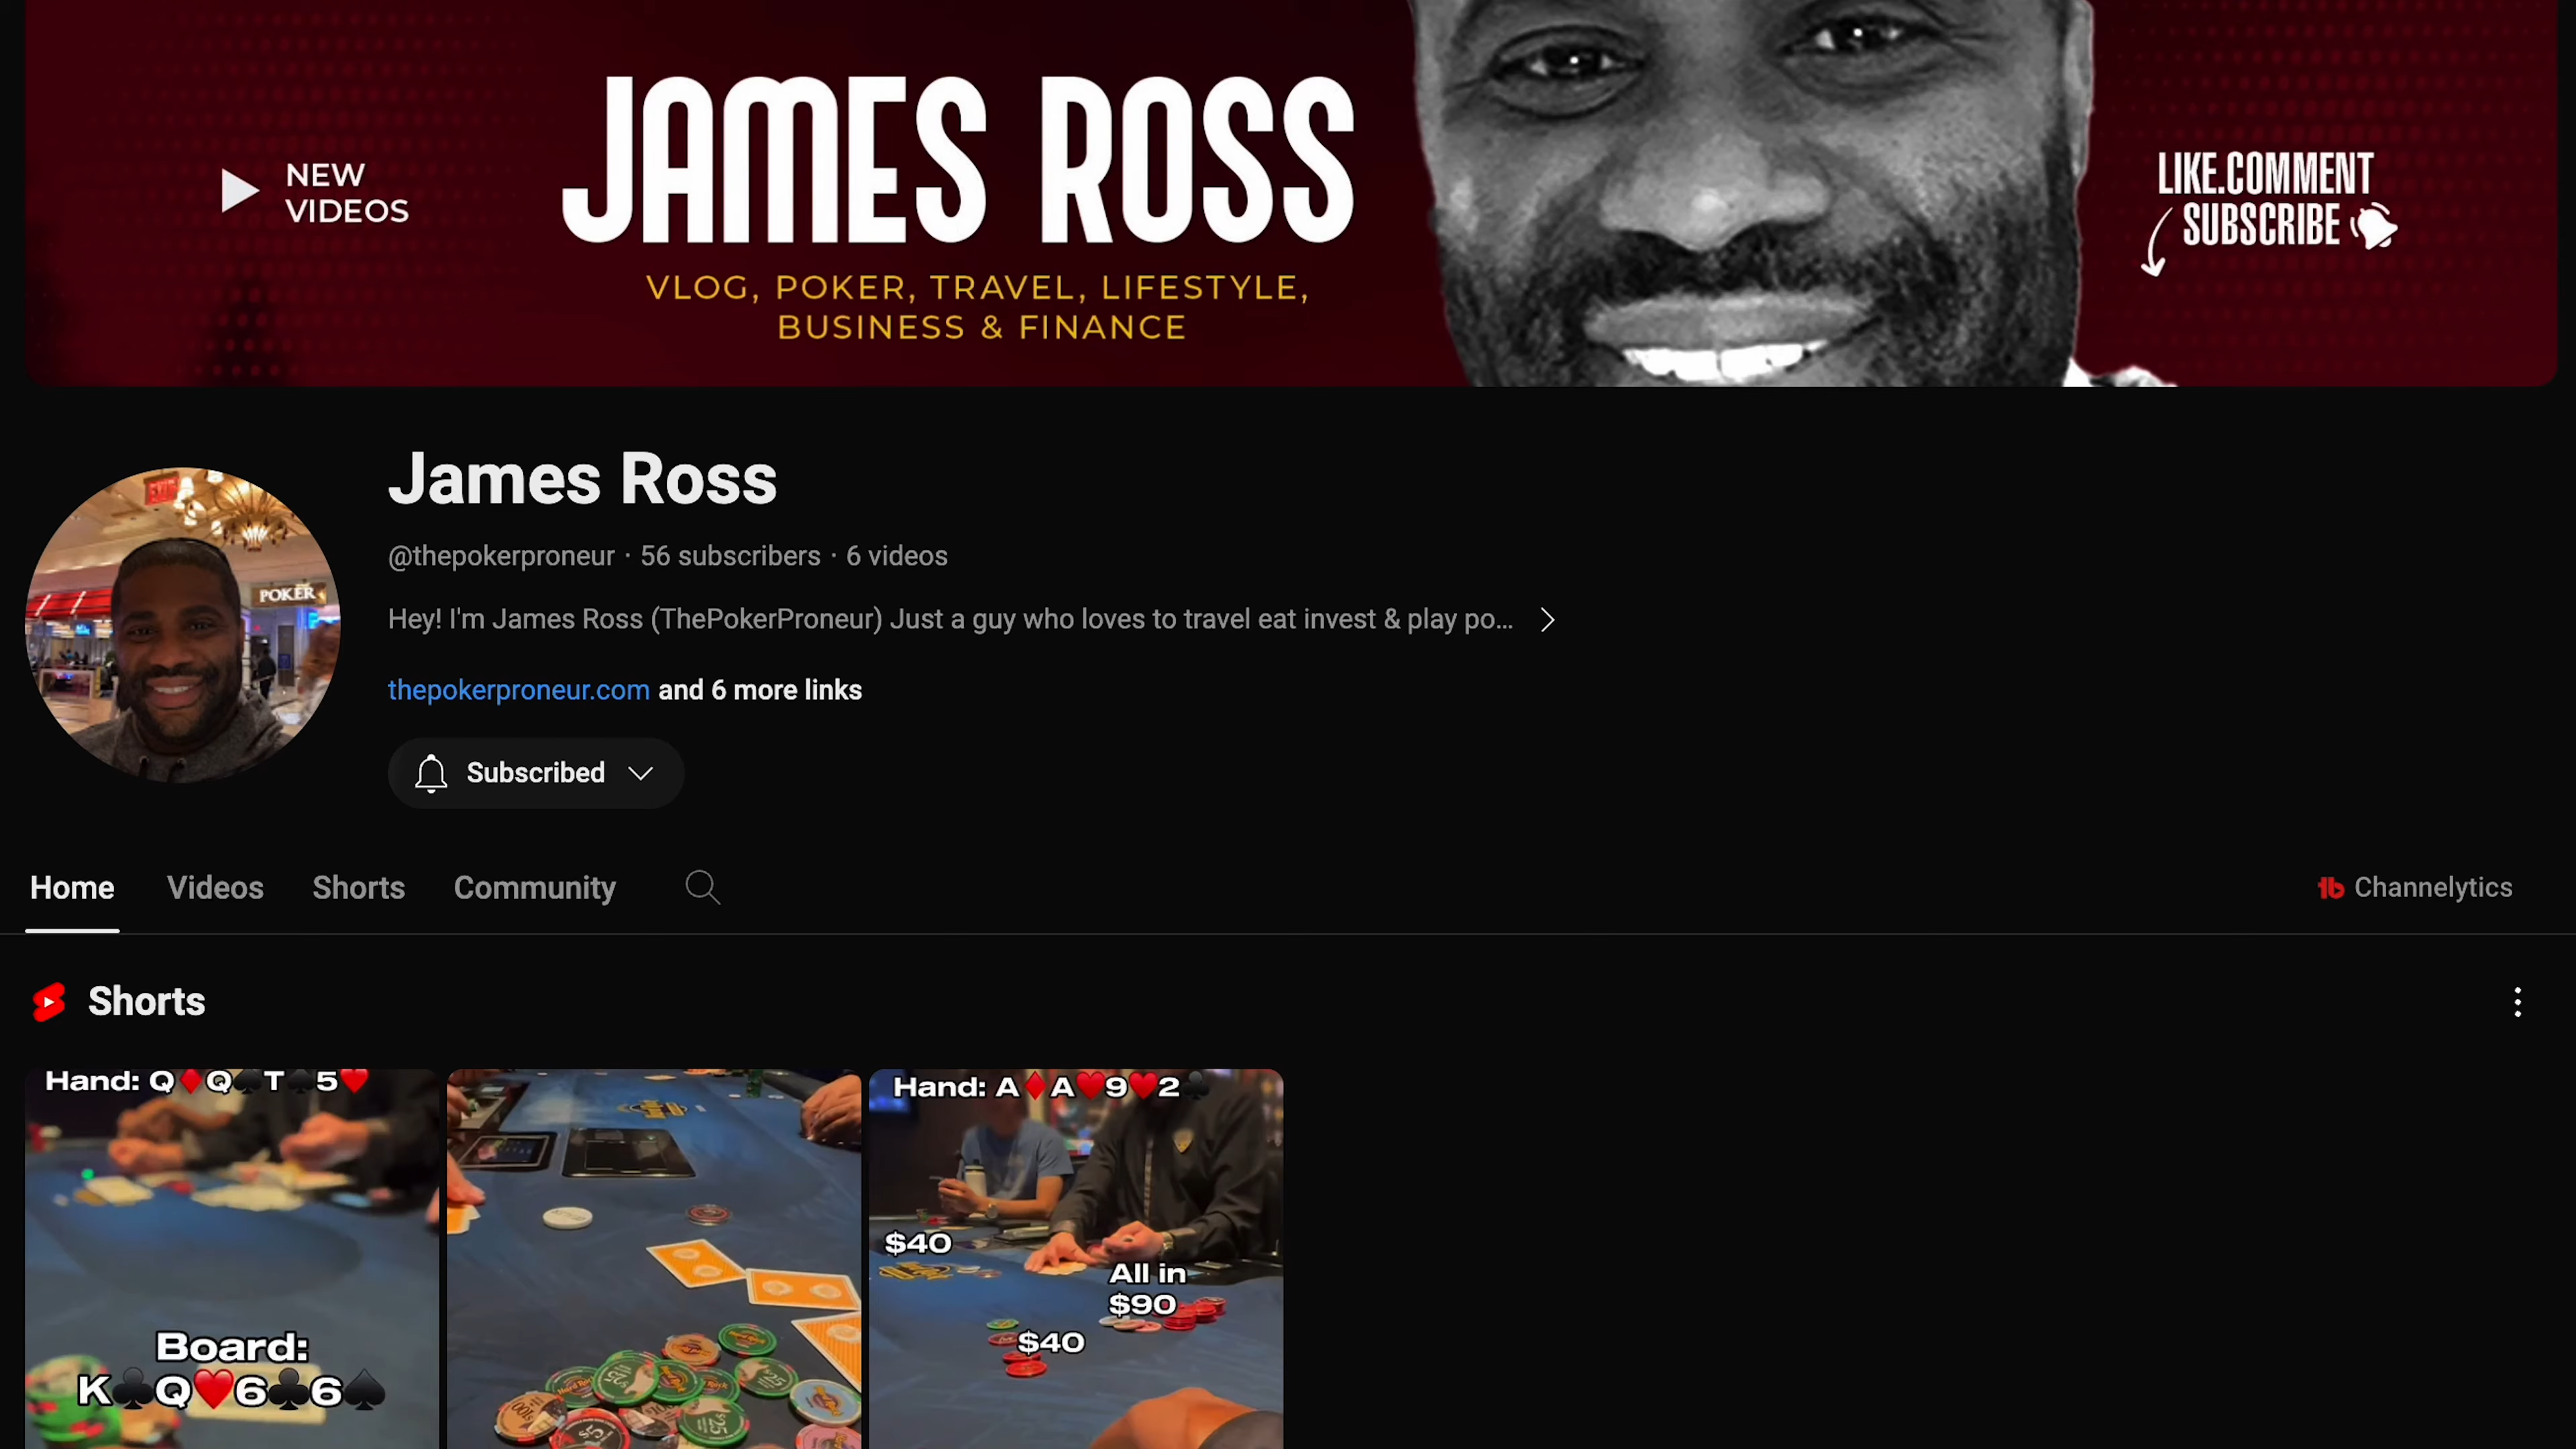 NEW
VIDEOS
JAMES ROSS
VLOG, POKER, TRAVEL, LIFESTYLE,
BUSINESS & FINANCE
LIKE.COMMENT
SUBSCRIBE
EXIT
POKER
James Ross
@thepokerproneur · 56 subscribers · 6 videos
Hey! I'm James Ross (ThePokerProneur) Just a guy who loves to travel eat invest & play po...
thepokerproneur.com and 6 more links
Subscribed
Home
Videos
Shorts
Community
Channelytics
Shorts
Hand: Q♦Q♠T♠5♥
Board:
K♣Q♥6♣6♠
Hand: A♦A♥9♥2♣
$40
All in
$90
$40